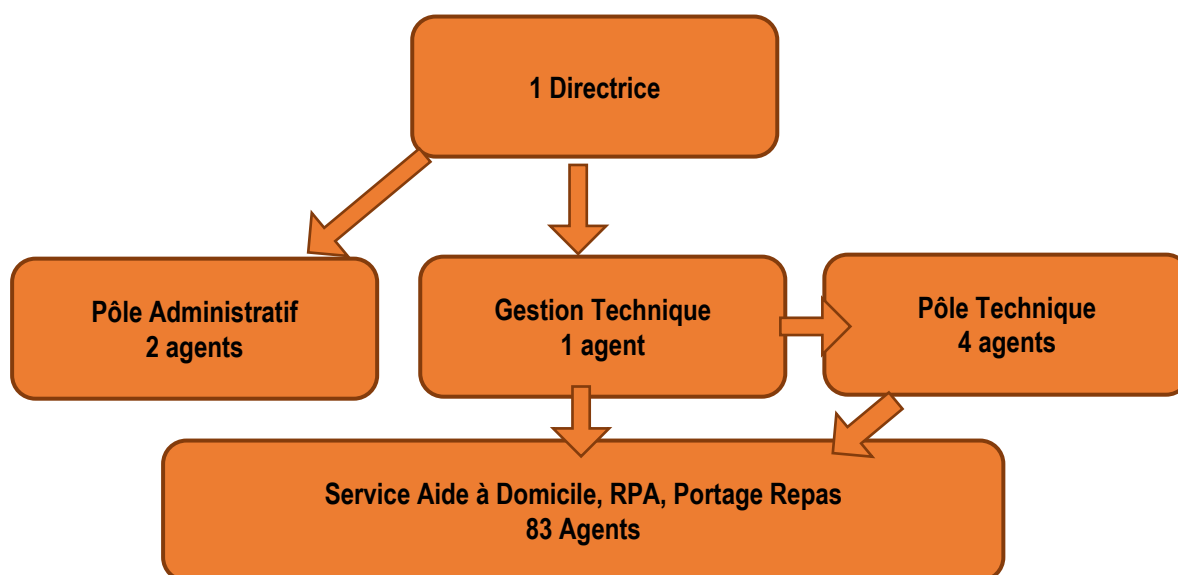 1 Directrice
Pôle Administratif
2 agents
Gestion Technique
1 agent
Pôle Technique
4 agents
Service Aide à Domicile, RPA, Portage Repas
83 Agents